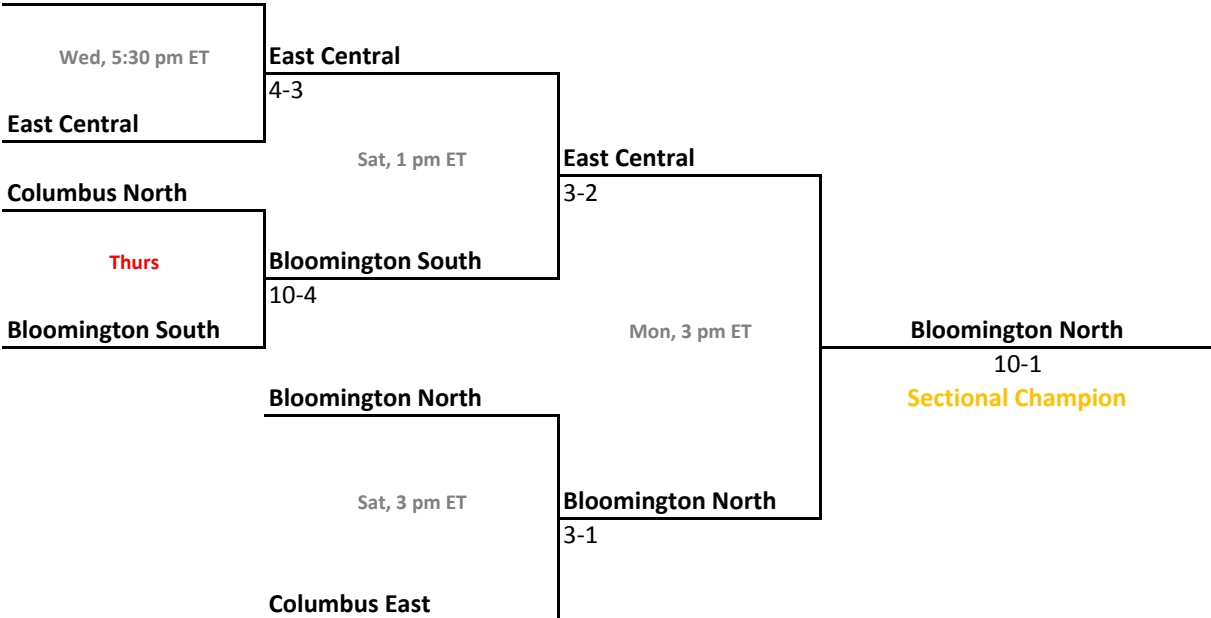 Wed, 5:30 pm ET
East Central
4-3
East Central
Sat, 1 pm ET
East Central
Columbus North
3-2
Thurs
Bloomington South
10-4
Bloomington South
Mon, 3 pm ET
Bloomington North
10-1
Bloomington North
Sectional Champion
Sat, 3 pm ET
Bloomington North
3-1
Columbus East